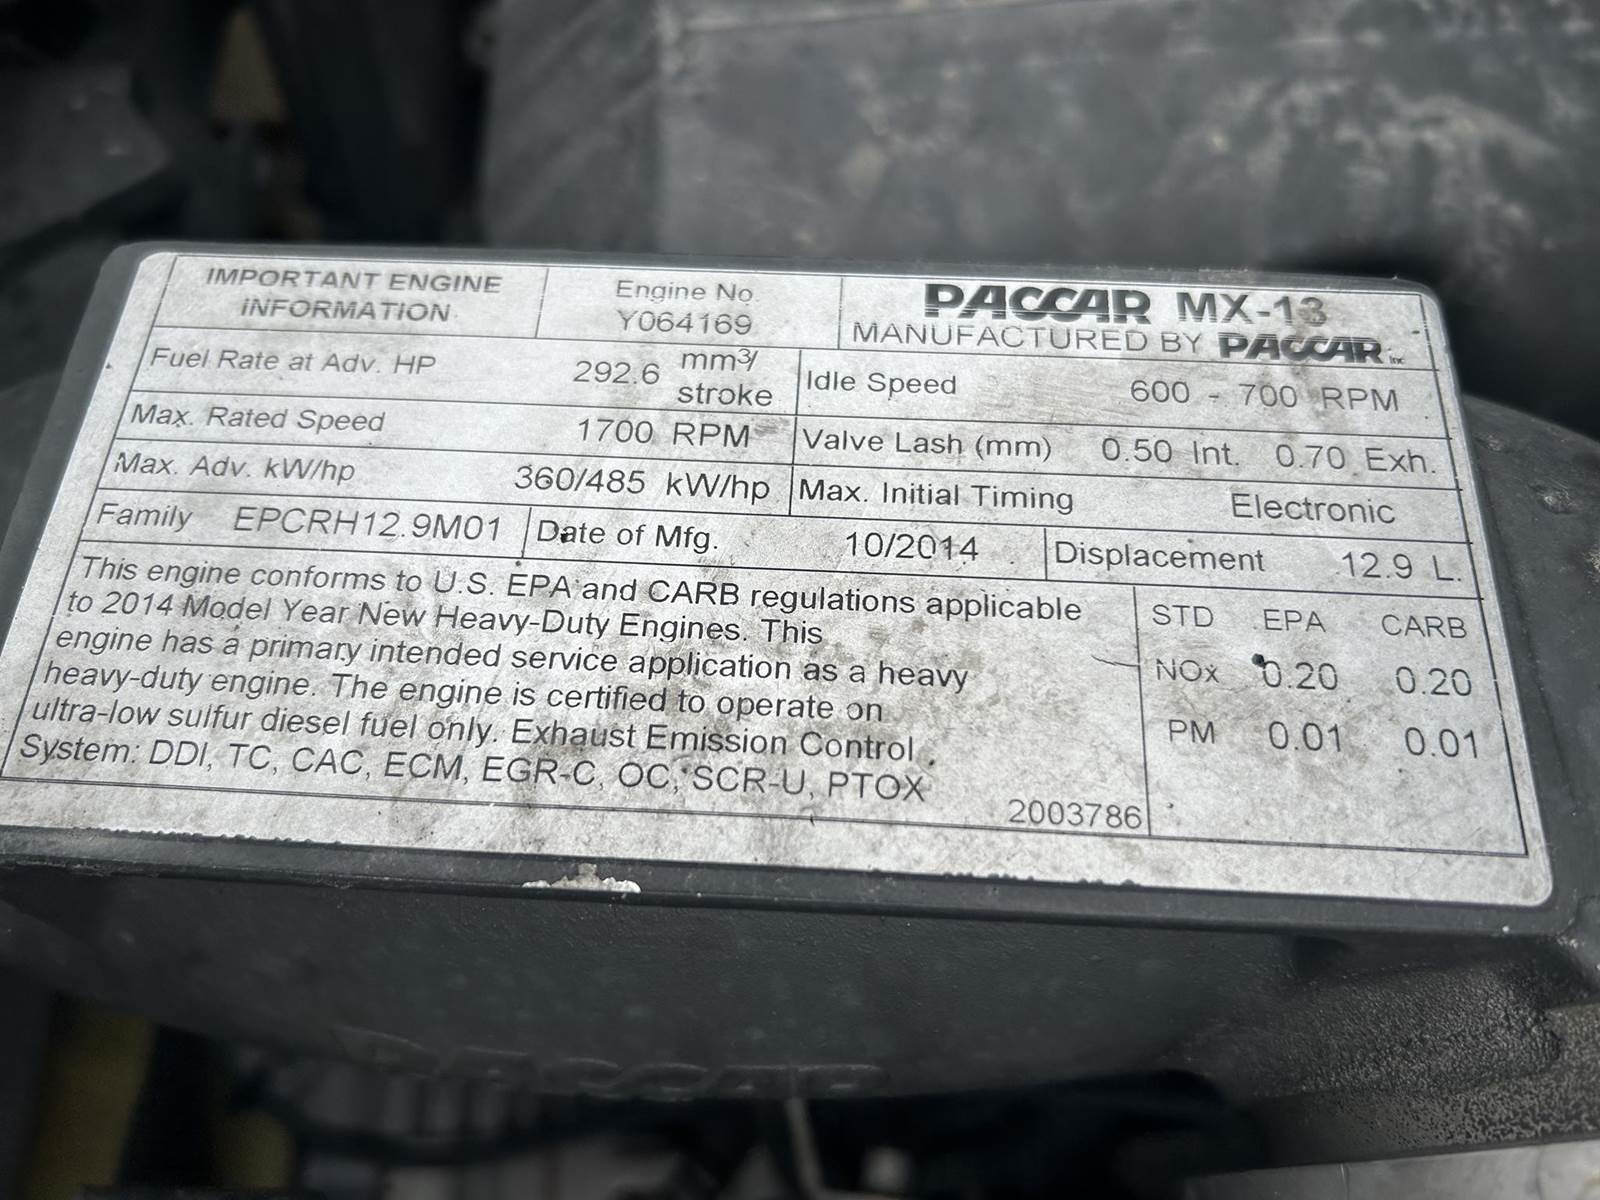 IMPORTANT ENGINE
INFORMATION
Engine No.
Y064169
PACCAR MX-13
MANUFACTURED BY PACCAR Inc
Fuel Rate at Adv. HP 292.6 mm3/
stroke
Idle Speed 600 - 700 RPM
Max. Rated Speed 1700 RPM
Valve Lash (mm) 0.50 Int. 0.70 Exh.
Max. Adv. kW/hp 360/485 kW/hp
Max. Initial Timing Electronic
Family EPCRH12.9M01
Date of Mfg. 10/2014
Displacement 12.9 L.
This engine conforms to U.S. EPA and CARB regulations applicable
to 2014 Model Year New Heavy-Duty Engines. This
engine has a primary intended service application as a heavy
heavy-duty engine. The engine is certified to operate on
ultra-low sulfur diesel fuel only. Exhaust Emission Control
System: DDI, TC, CAC, ECM, EGR-C, OC, SCR-U, PTOX
2003786
STD EPA CARB
NOx 0.20 0.20
PM 0.01 0.01